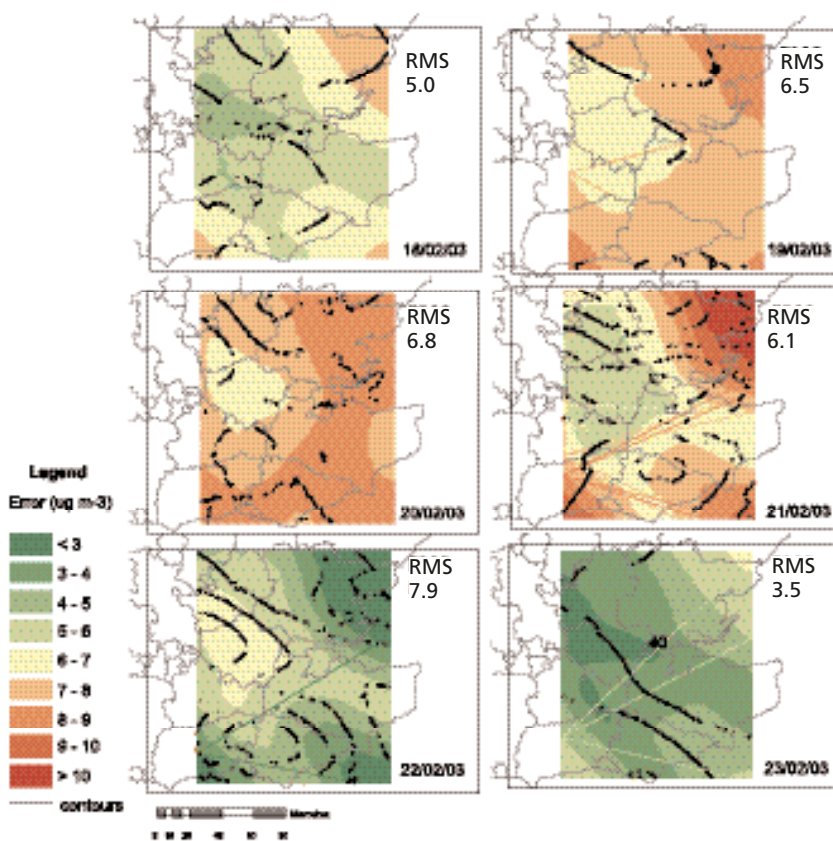 RMS
5.0
18/02/03
RMS
6.5
19/02/03
RMS
6.8
20/02/03
RMS
6.1
21/02/03
Legend
Error (ug m-3)
< 3
3 - 4
4 - 5
5 - 6
6 - 7
7 - 8
8 - 9
9 - 10
> 10
contours
RMS
7.9
22/02/03
RMS
3.5
40
23/02/03